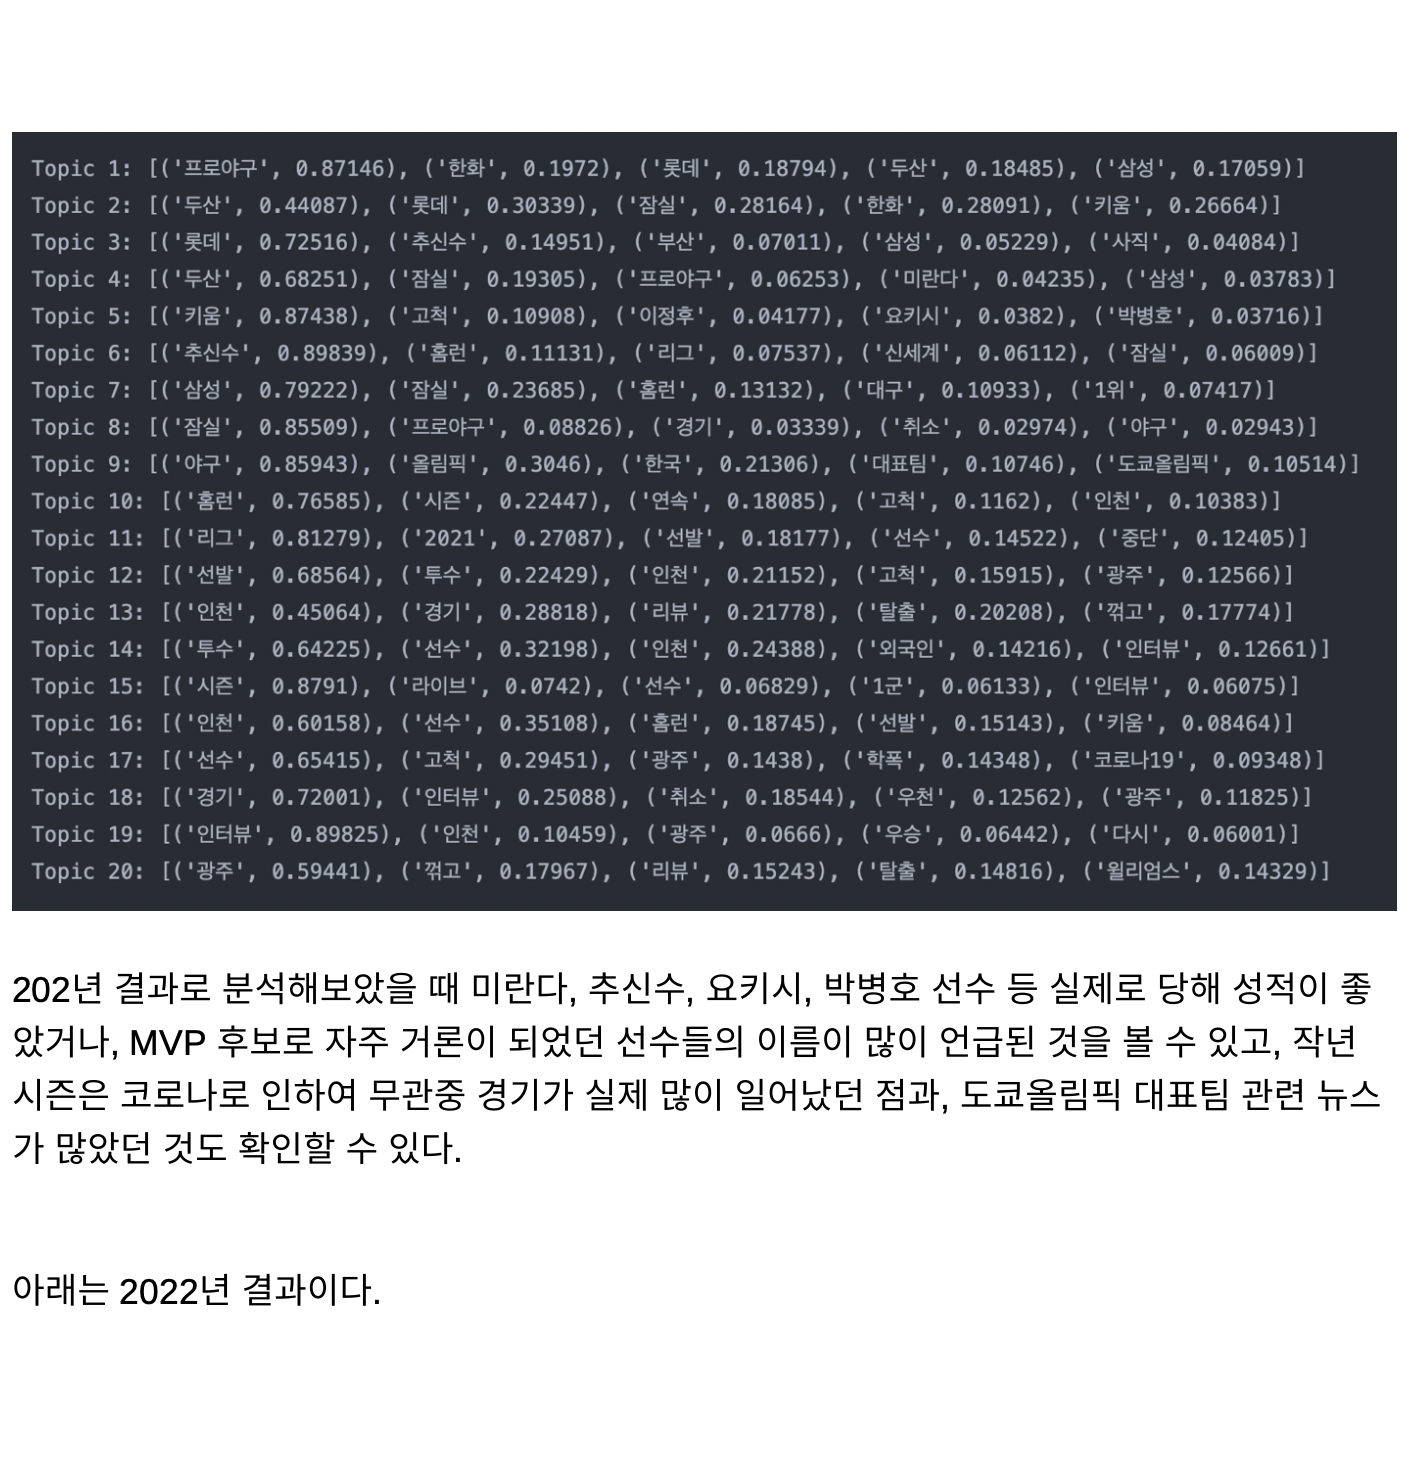 Topic 1: [('프로야구', 0.87146), ('한화', 0.1972), ('롯데', 0.18794), ('두산', 0.18485), ('삼성', 0.17059)]
Topic 2: [('두산', 0.44087), ('롯데', 0.30339), ('잠실', 0.28164), ('한화', 0.28091), ('키움', 0.26664)]
Topic 3: [('롯데', 0.72516), ('추신수', 0.14951), ('부산', 0.07011), ('삼성', 0.05229), ('사직', 0.04084)]
Topic 4: [('두산', 0.68251), ('잠실', 0.19305), ('프로야구', 0.06253), ('미란다', 0.04235), ('삼성', 0.03783)]
Topic 5: [('키움', 0.87438), ('고척', 0.10908), ('이정후', 0.04177), ('요키시', 0.0382), ('박병호', 0.03716)]
Topic 6: [('추신수', 0.89839), ('홈런', 0.11131), ('리그', 0.07537), ('신세계', 0.06112), ('잠실', 0.06009)]
Topic 7: [('삼성', 0.79222), ('잠실', 0.23685), ('홈런', 0.13132), ('대구', 0.10933), ('1위', 0.07417)]
Topic 8: [('잠실', 0.85509), ('프로야구', 0.08826), ('경기', 0.03339), ('취소', 0.02974), ('야구', 0.02943)]
Topic 9: [('야구', 0.85943), ('올림픽', 0.3046), ('한국', 0.21306), ('대표팀', 0.10746), ('도쿄올림픽', 0.10514)]
Topic 10: [('홈런', 0.76585), ('시즌', 0.22447), ('연속', 0.18085), ('고척', 0.1162), ('인천', 0.10383)]
Topic 11: [('리그', 0.81279), ('2021', 0.27087), ('선발', 0.18177), ('선수', 0.14522), ('중단', 0.12405)]
Topic 12: [('선발', 0.68564), ('투수', 0.22429), ('인천', 0.21152), ('고척', 0.15915), ('광주', 0.12566)]
Topic 13: [('인천', 0.45064), ('경기', 0.28818), ('리뷰', 0.21778), ('탈출', 0.20208), ('꺾고', 0.17774)]
Topic 14: [('투수', 0.64225), ('선수', 0.32198), ('인천', 0.24388), ('외국인', 0.14216), ('인터뷰', 0.12661)]
Topic 15: [('시즌', 0.8791), ('라이브', 0.0742), ('선수', 0.06829), ('1군', 0.06133), ('인터뷰', 0.06075)]
Topic 16: [('인천', 0.60158), ('선수', 0.35108), ('홈런', 0.18745), ('선발', 0.15143), ('키움', 0.08464)]
Topic 17: [('선수', 0.65415), ('고척', 0.29451), ('광주', 0.1438), ('학폭', 0.14348), ('코로나19', 0.09348)]
Topic 18: [('경기', 0.72001), ('인터뷰', 0.25088), ('취소', 0.18544), ('우천', 0.12562), ('광주', 0.11825)]
Topic 19: [('인터뷰', 0.89825), ('인천', 0.10459), ('광주', 0.0666), ('우승', 0.06442), ('다시', 0.06001)]
Topic 20: [('광주', 0.59441), ('꺾고', 0.17967), ('리뷰', 0.15243), ('탈출', 0.14816), ('윌리엄스', 0.14329)]
202년 결과로 분석해보았을 때 미란다, 추신수, 요키시, 박병호 선수 등 실제로 당해 성적이 좋
았거나, MVP 후보로 자주 거론이 되었던 선수들의 이름이 많이 언급된 것을 볼 수 있고, 작년
시즌은 코로나로 인하여 무관중 경기가 실제 많이 일어났던 점과, 도쿄올림픽 대표팀 관련 뉴스
가 많았던 것도 확인할 수 있다.
아래는 2022년 결과이다.